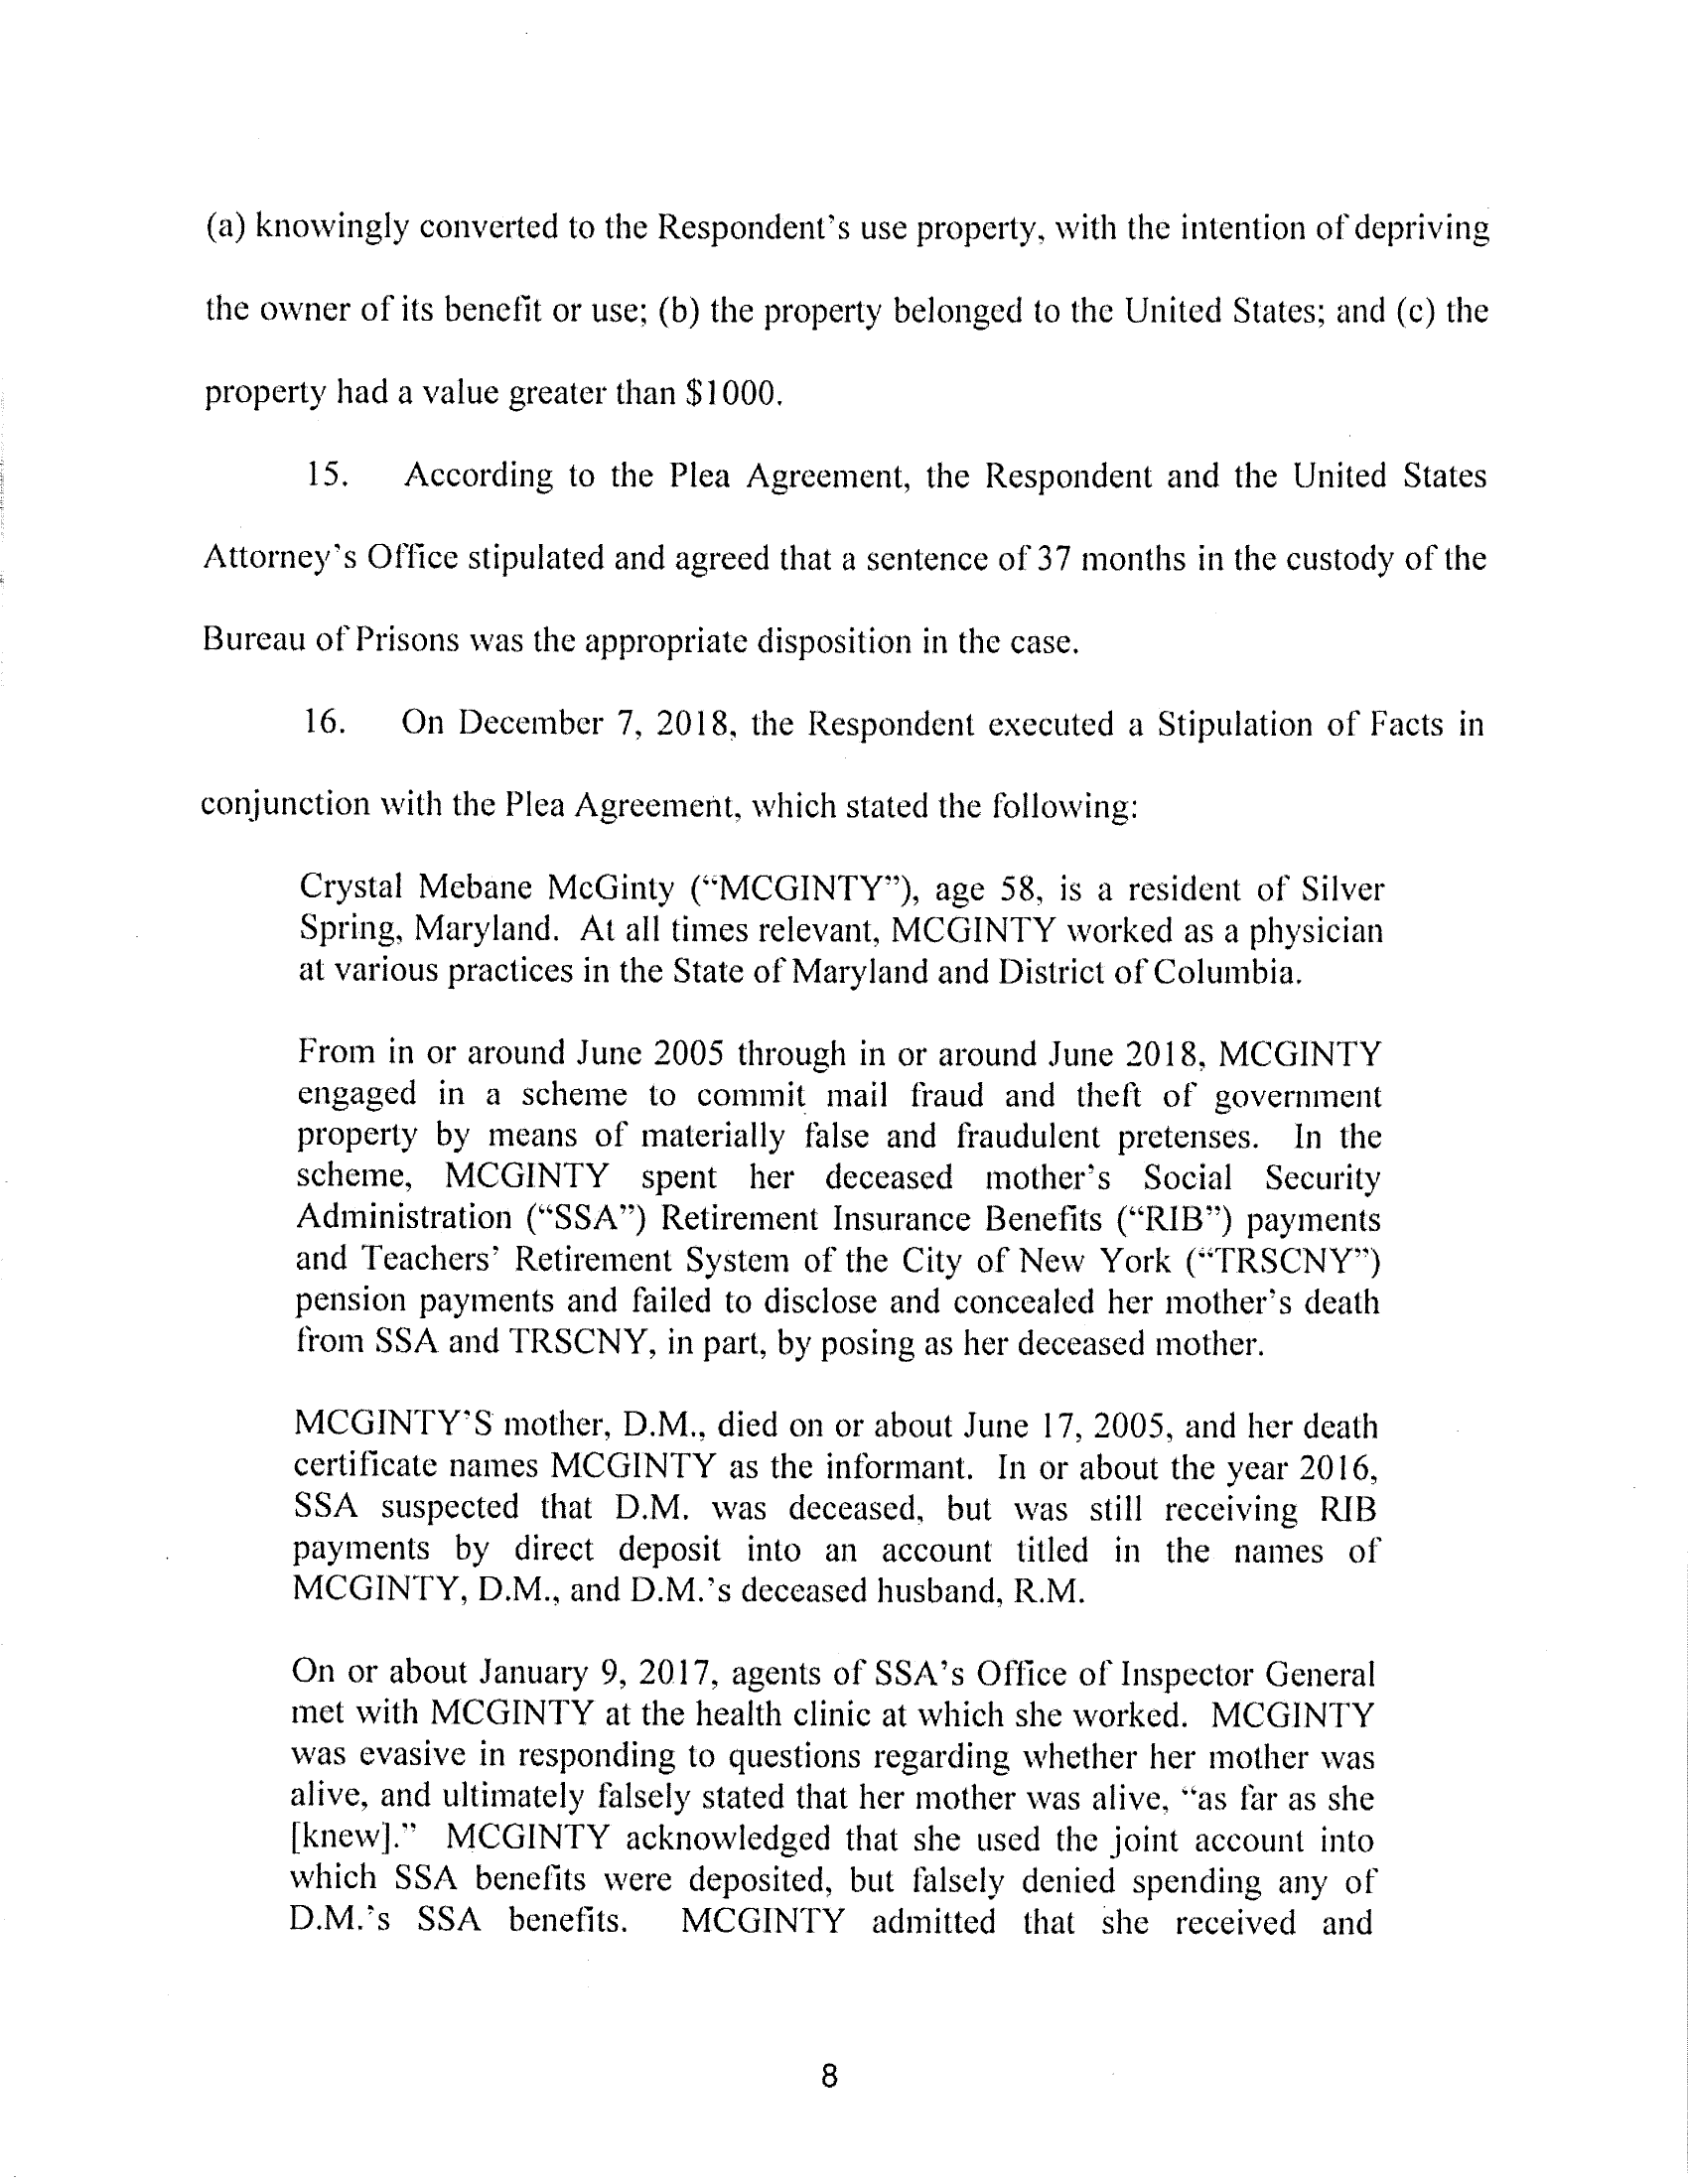 (a) knowingly converted to the Respondent's use property, with the intention of depriving
the owner of its benefit or use; (b) the property belonged to the United States; and (c) the
property had a value greater than $1000.
15. According to the Plea Agreement, the Respondent and the United States
Attorney's Office stipulated and agreed that a sentence of 37 months in the custody of the
Bureau of Prisons was the appropriate disposition in the case.
16. On December 7, 2018, the Respondent executed a Stipulation of Facts in
conjunction with the Plea Agreement, which stated the following:
Crystal Mebane McGinty ("MCGINTY"), age 58, is a resident of Silver
Spring, Maryland. At all times relevant, MCGINTY worked as a physician
at various practices in the State of Maryland and District of Columbia.
From in or around June 2005 through in or around June 2018, MCGINTY
engaged in a scheme to commit mail fraud and theft of government
property by means of materially false and fraudulent pretenses. In the
scheme, MCGINTY spent her deceased mother's Social Security
Administration ("SSA") Retirement Insurance Benefits ("RIB") payments
and Teachers' Retirement System of the City of New York ("TRSCNY")
pension payments and failed to disclose and concealed her mother's death
from SSA and TRSCNY, in part, by posing as her deceased mother.
MCGINTY'S mother, D.M., died on or about June 17, 2005, and her death
certificate names MCGINTY as the informant. In or about the year 2016,
SSA suspected that D.M. was deceased, but was still receiving RIB
payments by direct deposit into an account titled in the names of
MCGINTY, D.M., and D.M.'s deceased husband, R.M.
On or about January 9, 2017, agents of SSA's Office of Inspector General
met with MCGINTY at the health clinic at which she worked. MCGINTY
was evasive in responding to questions regarding whether her mother was
alive, and ultimately falsely stated that her mother was alive, "as far as she
[knew]." MCGINTY acknowledged that she used the joint account into
which SSA benefits were deposited, but falsely denied spending any of
D.M.'s SSA benefits. MCGINTY admitted that she received and
8